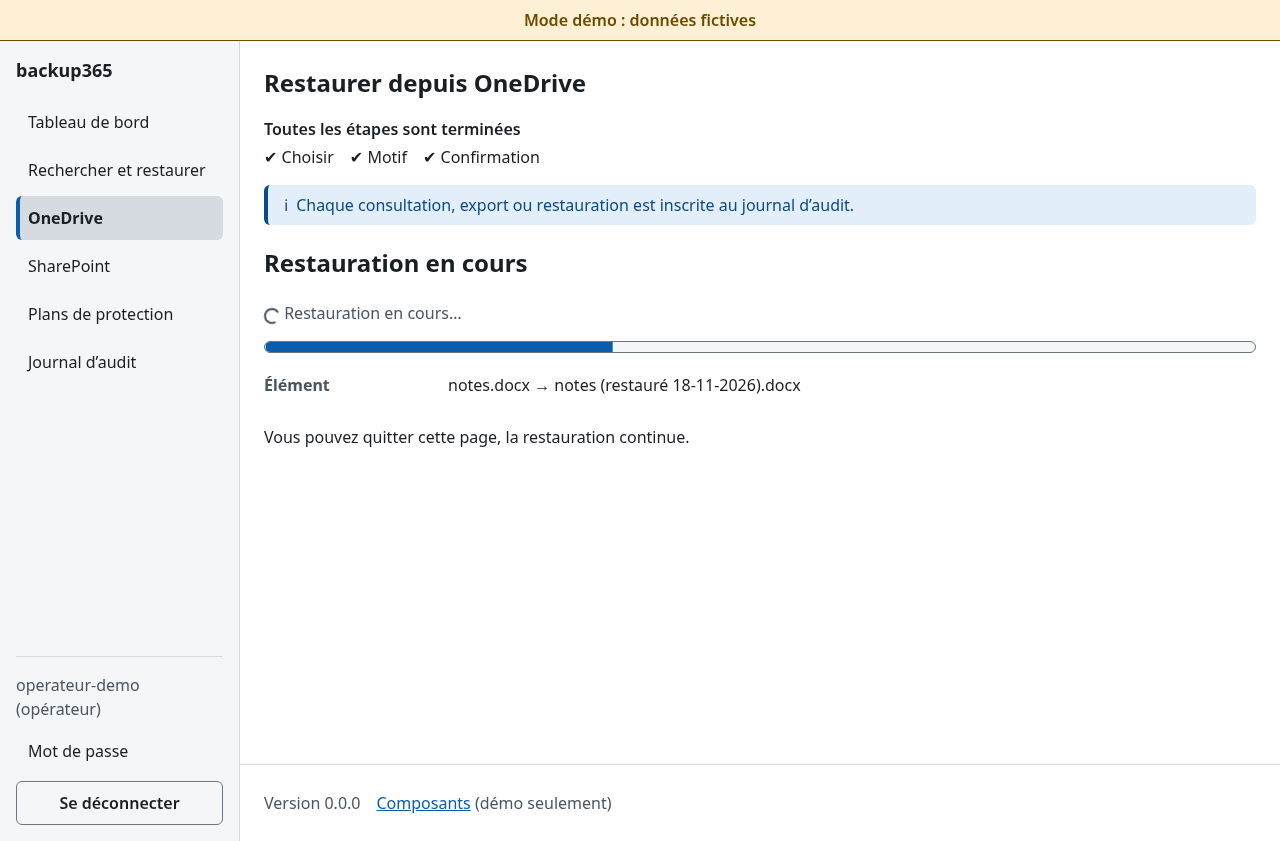 Mode démo : données fictives
backup365
Tableau de bord
Rechercher et restaurer
OneDrive
SharePoint
Plans de protection
Journal d’audit
operateur-demo
(opérateur)
Mot de passe
Se déconnecter
Restaurer depuis OneDrive
Toutes les étapes sont terminées
✔ Choisir ✔ Motif ✔ Confirmation
i Chaque consultation, export ou restauration est inscrite au journal d’audit.
Restauration en cours
Restauration en cours…
Élément notes.docx → notes (restauré 18-11-2026).docx
Vous pouvez quitter cette page, la restauration continue.
Version 0.0.0 Composants (démo seulement)